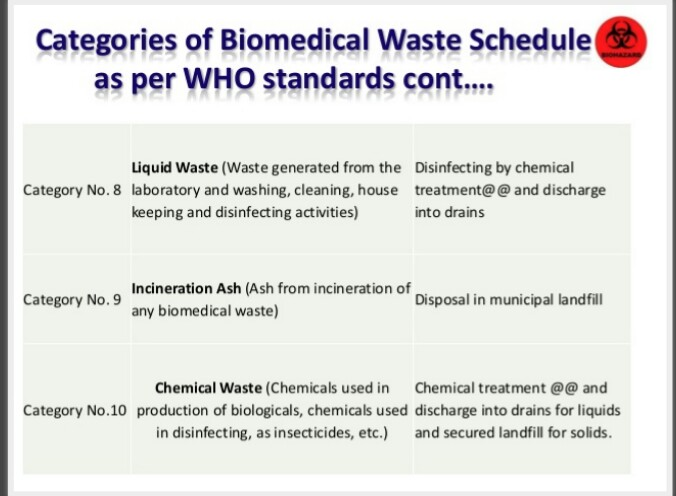 Categories of Biomedical Waste Schedule
as per WHO standards cont....
BIOHAZARD
Category No. 8
Liquid Waste (Waste generated from the
laboratory and washing, cleaning, house
keeping and disinfecting activities)
Disinfecting by chemical
treatment@@ and discharge
into drains
Category No. 9
Incineration Ash (Ash from incineration of
any biomedical waste)
Disposal in municipal landfill
Category No.10
Chemical Waste (Chemicals used in
production of biologicals, chemicals used
in disinfecting, as insecticides, etc.)
Chemical treatment @@ and
discharge into drains for liquids
and secured landfill for solids.